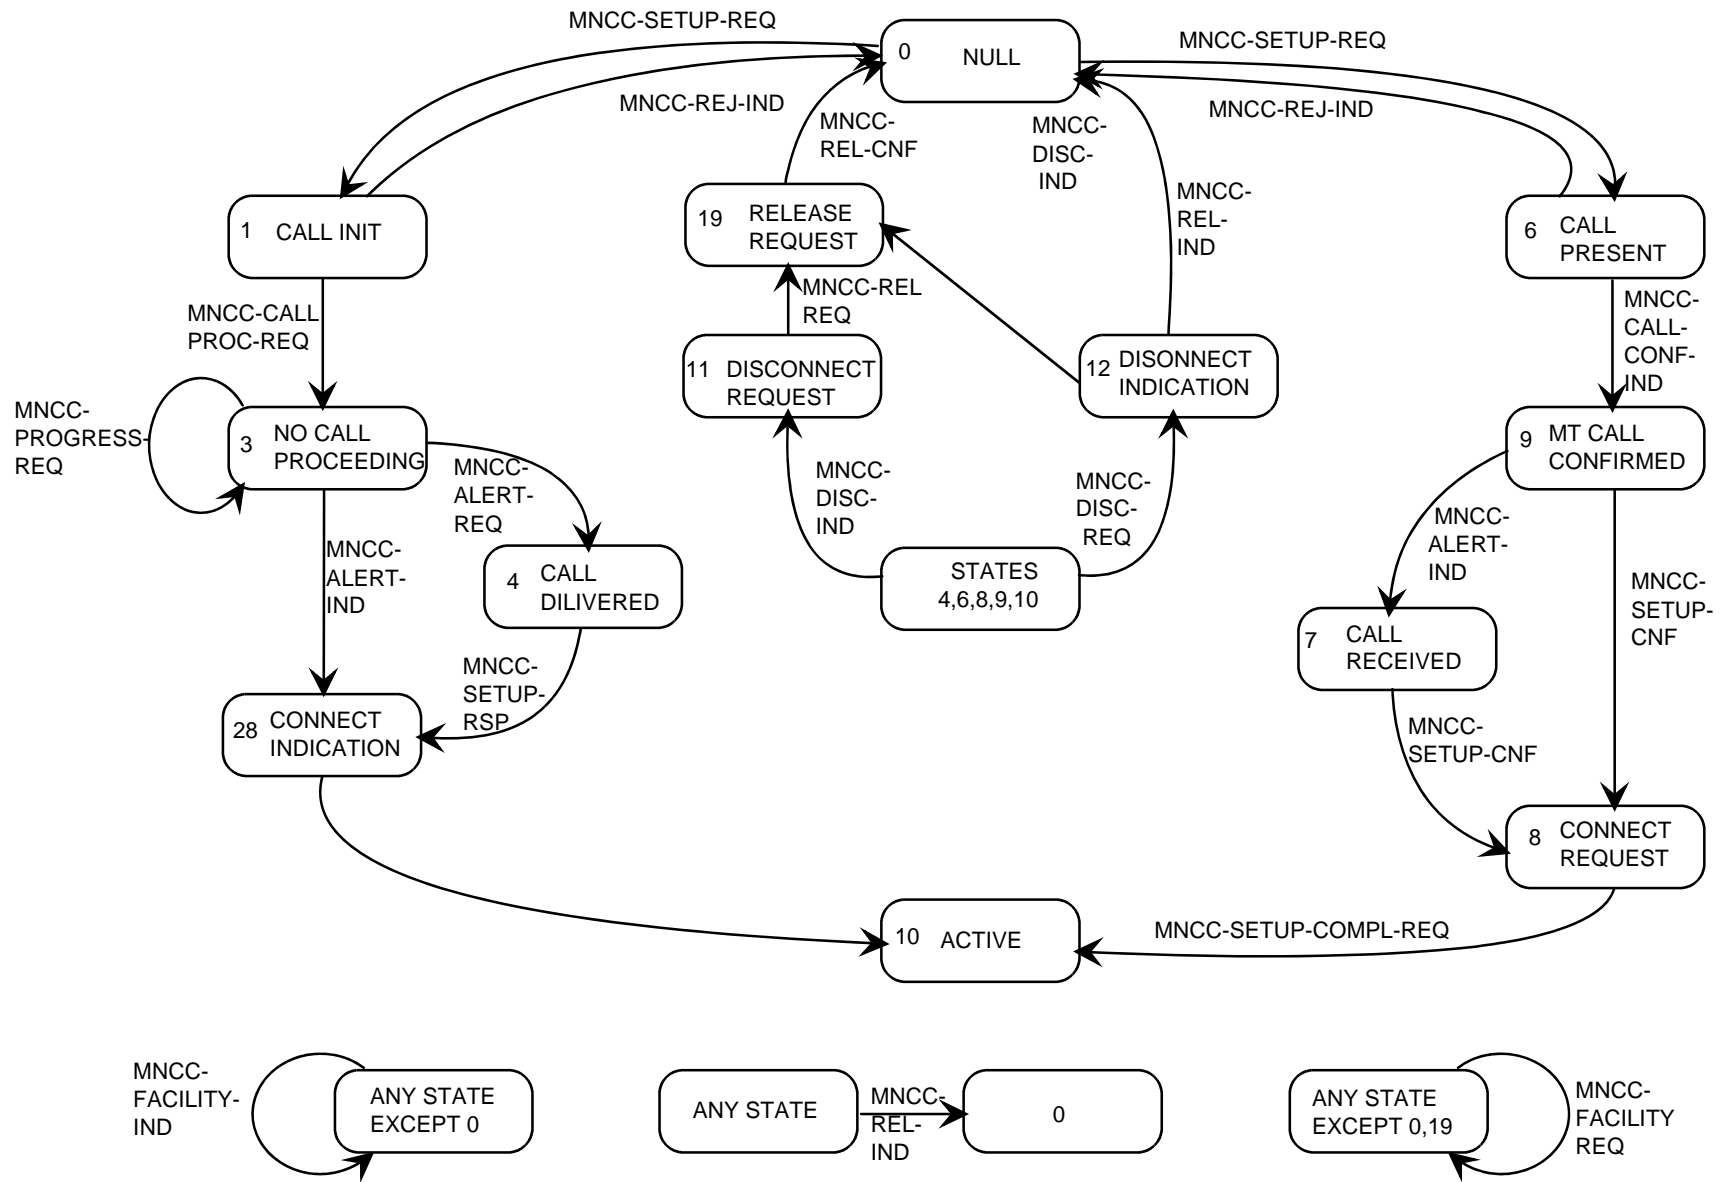 MNCC-SETUP-REQ
0 NULL
MNCC-SETUP-REQ
MNCC-REJ-IND
MNCC-
REL-CNF
MNCC-
DISC-
IND
MNCC-REJ-IND
MNCC-
REL-
IND
1 CALL INIT
19 RELEASE
REQUEST
6 CALL
PRESENT
MNCC-CALL
PROC-REQ
MNCC-REL
REQ
MNCC-
CALL-
CONF-
IND
11 DISCONNECT
REQUEST
12 DISONNECT
INDICATION
MNCC-
PROGRESS-
REQ
3 NO CALL
PROCEEDING
MNCC-
ALERT-
REQ
MNCC-
DISC-
IND
MNCC-
DISC-
REQ
9 MT CALL
CONFIRMED
MNCC-
ALERT-
IND
MNCC-
ALERT-
IND
4 CALL
DILIVERED
STATES
4,6,8,9,10
MNCC-
SETUP-
CNF
7 CALL
RECEIVED
MNCC-
SETUP-
RSP
28 CONNECT
INDICATION
MNCC-
SETUP-CNF
8 CONNECT
REQUEST
10 ACTIVE
MNCC-SETUP-COMPL-REQ
MNCC-
FACILITY-
IND
ANY STATE
EXCEPT 0
ANY STATE
MNCC-
REL-
IND
0
ANY STATE
EXCEPT 0,19
MNCC-
FACILITY
REQ